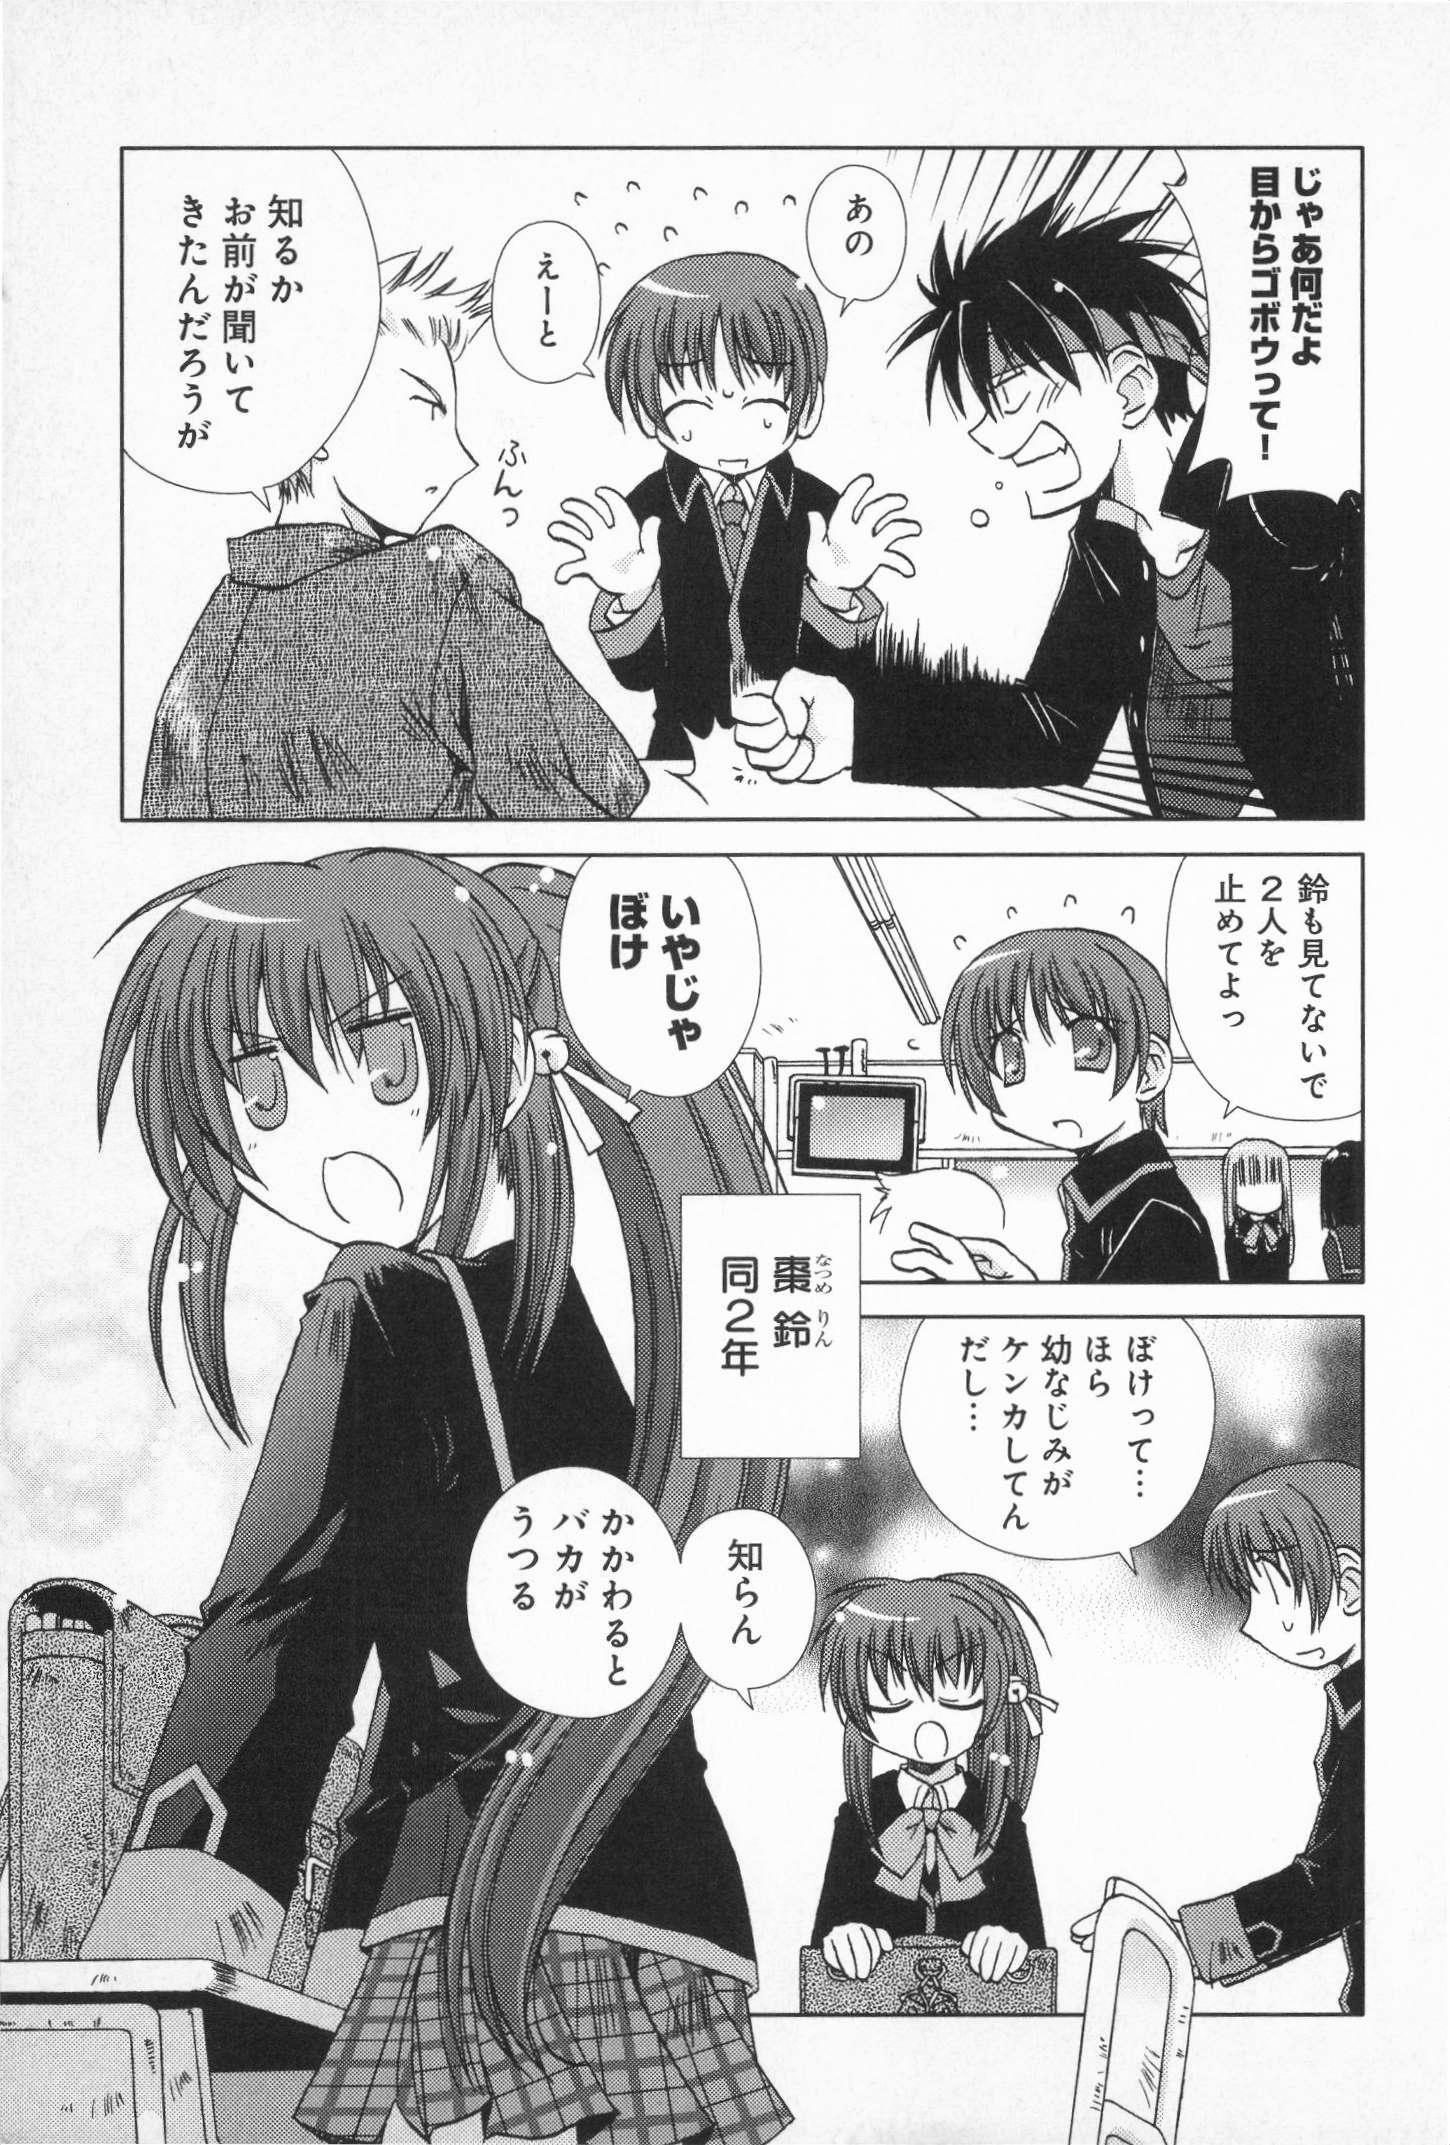 じゃあ何だよ
目からゴボウって!
あの
えーと
ふんっ
知るか
お前が聞いて
きたんだろうが
鈴も見てないで
2人を
止めてよっ
いやじゃ
ぼけ
なつめ りん
棗 鈴
同2年
ぼけって…
ほら
幼なじみが
ケンカしてん
だし…
知らん
かかわると
バカが
うつる